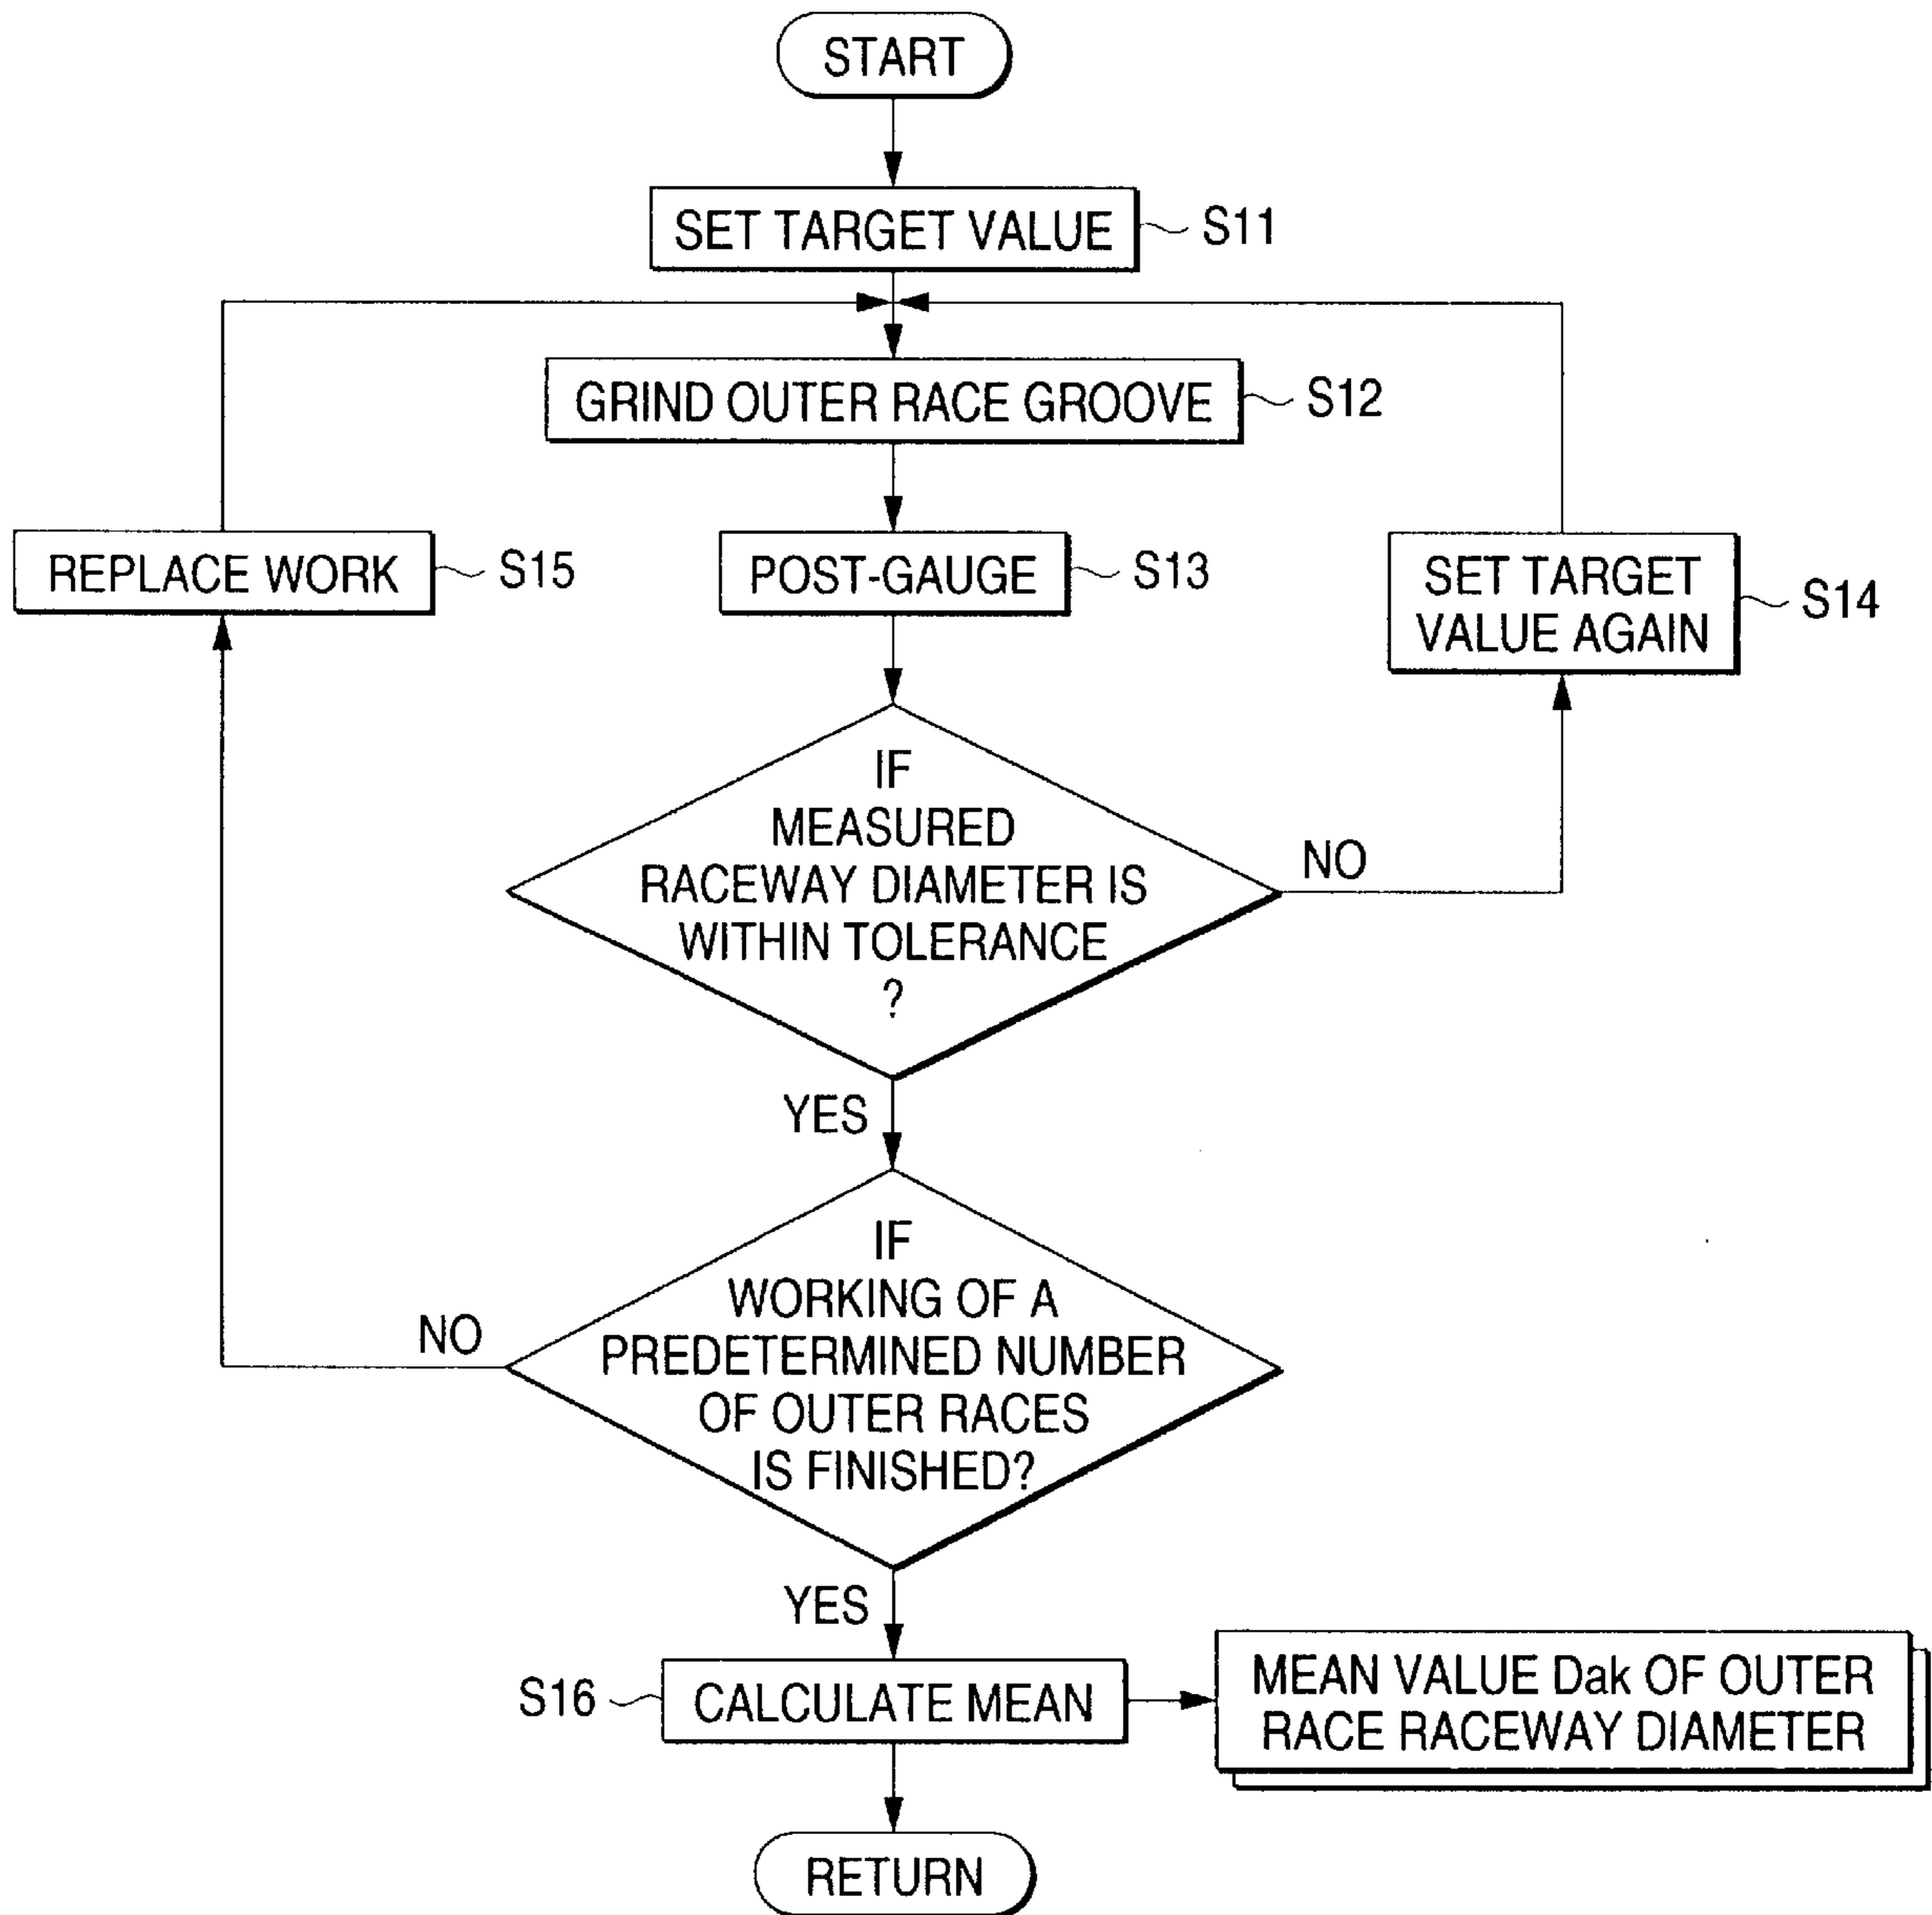 START
SET TARGET VALUE
S11
GRIND OUTER RACE GROOVE
S12
REPLACE WORK
S15
POST-GAUGE
S13
SET TARGET
VALUE AGAIN
S14
IF
MEASURED
RACEWAY DIAMETER IS
WITHIN TOLERANCE
?
NO
YES
IF
WORKING OF A
PREDETERMINED NUMBER
OF OUTER RACES
IS FINISHED?
NO
YES
S16
CALCULATE MEAN
MEAN VALUE Dak OF OUTER
RACE RACEWAY DIAMETER
RETURN